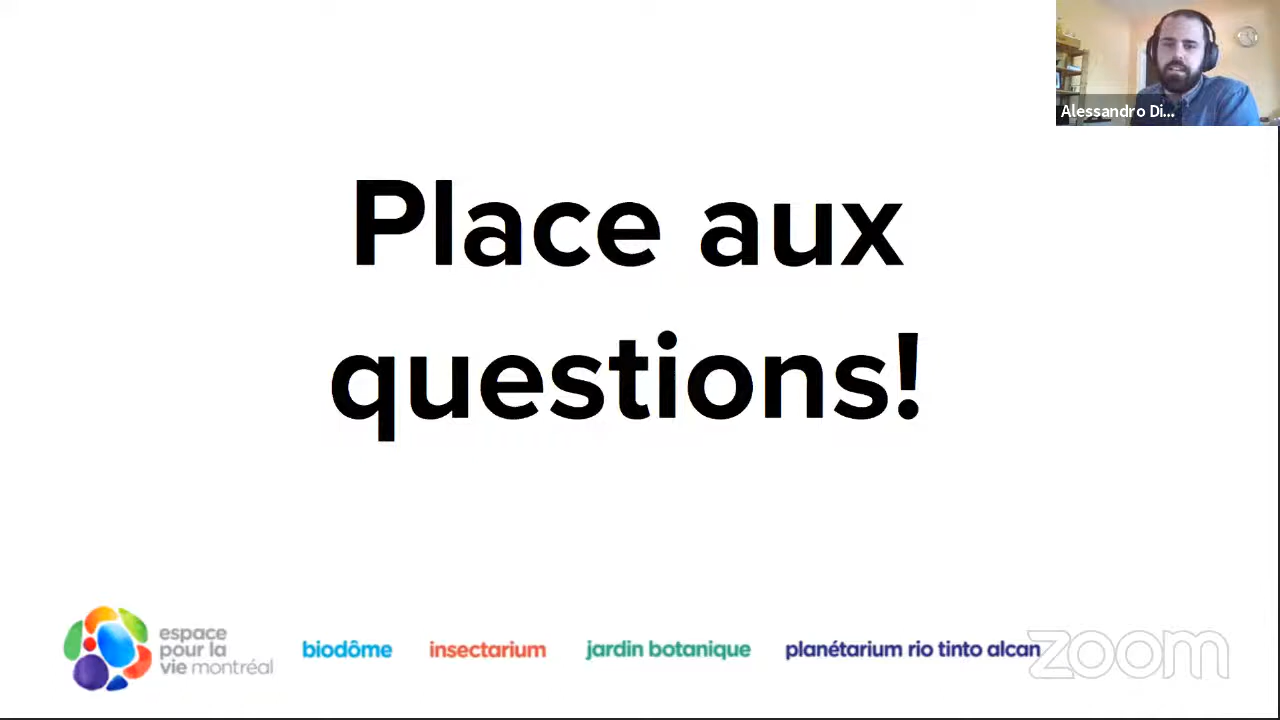 Alessandro Di...
Place aux
questions!
espace
pour la
vie montréal
biodôme insectarium jardin botanique planétarium rio tinto alcan
zoom